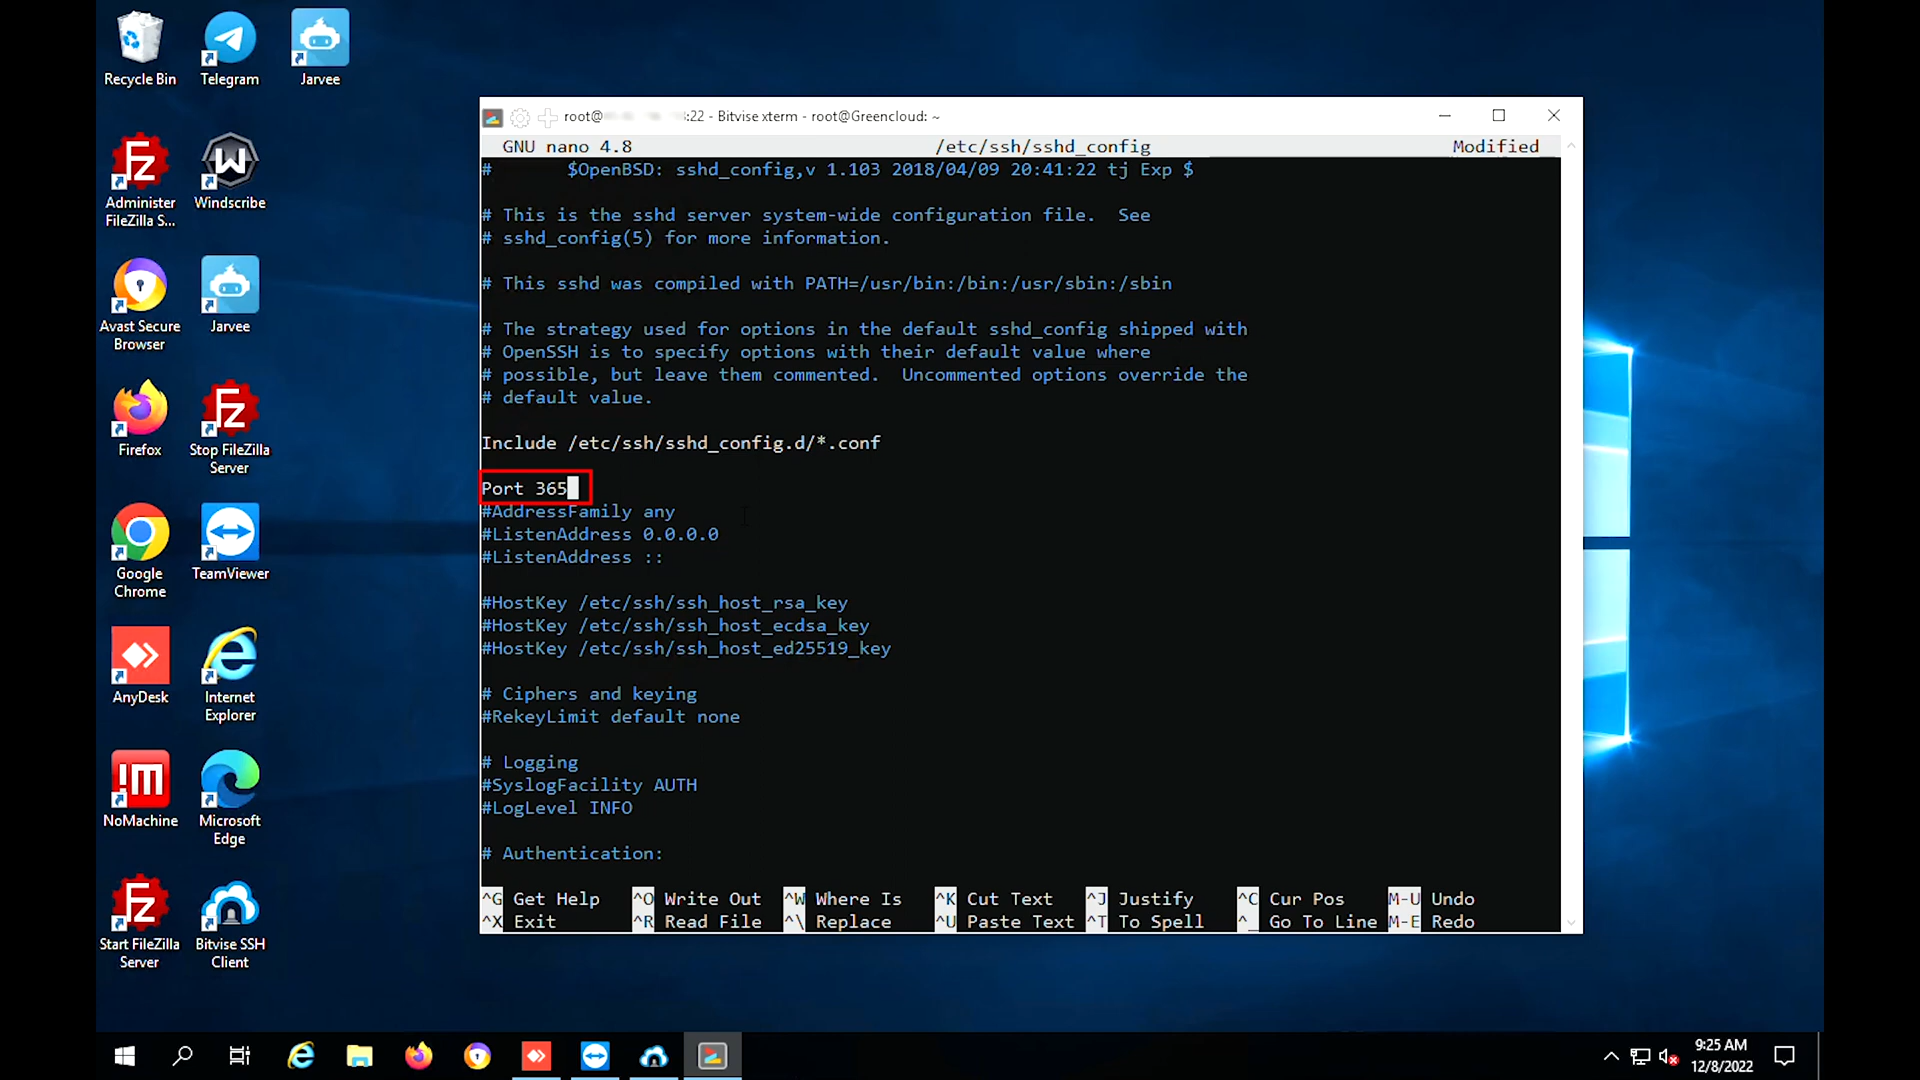 Recycle Bin
Telegram
Jarvee
Administer
FileZilla S...
Windscribe
Avast Secure
Browser
Jarvee
Firefox
Stop FileZilla
Server
Google
Chrome
TeamViewer
AnyDesk
Internet
Explorer
NoMachine
Microsoft
Edge
Start FileZilla
Server
Bitvise SSH
Client
root@ :22 - Bitvise xterm - root@Greencloud: ~
GNU nano 4.8 /etc/ssh/sshd_config Modified
# $OpenBSD: sshd_config,v 1.103 2018/04/09 20:41:22 tj Exp $
# This is the sshd server system-wide configuration file. See
# sshd_config(5) for more information.
# This sshd was compiled with PATH=/usr/bin:/bin:/usr/sbin:/sbin
# The strategy used for options in the default sshd_config shipped with
# OpenSSH is to specify options with their default value where
# possible, but leave them commented. Uncommented options override the
# default value.
Include /etc/ssh/sshd_config.d/*.conf
Port 365
#AddressFamily any
#ListenAddress 0.0.0.0
#ListenAddress ::
#HostKey /etc/ssh/ssh_host_rsa_key
#HostKey /etc/ssh/ssh_host_ecdsa_key
#HostKey /etc/ssh/ssh_host_ed25519_key
# Ciphers and keying
#RekeyLimit default none
# Logging
#SyslogFacility AUTH
#LogLevel INFO
# Authentication:
^G Get Help ^O Write Out ^W Where Is ^K Cut Text ^J Justify ^C Cur Pos M-U Undo
^X Exit ^R Read File ^\ Replace ^U Paste Text ^T To Spell ^_ Go To Line M-E Redo
9:25 AM
12/8/2022